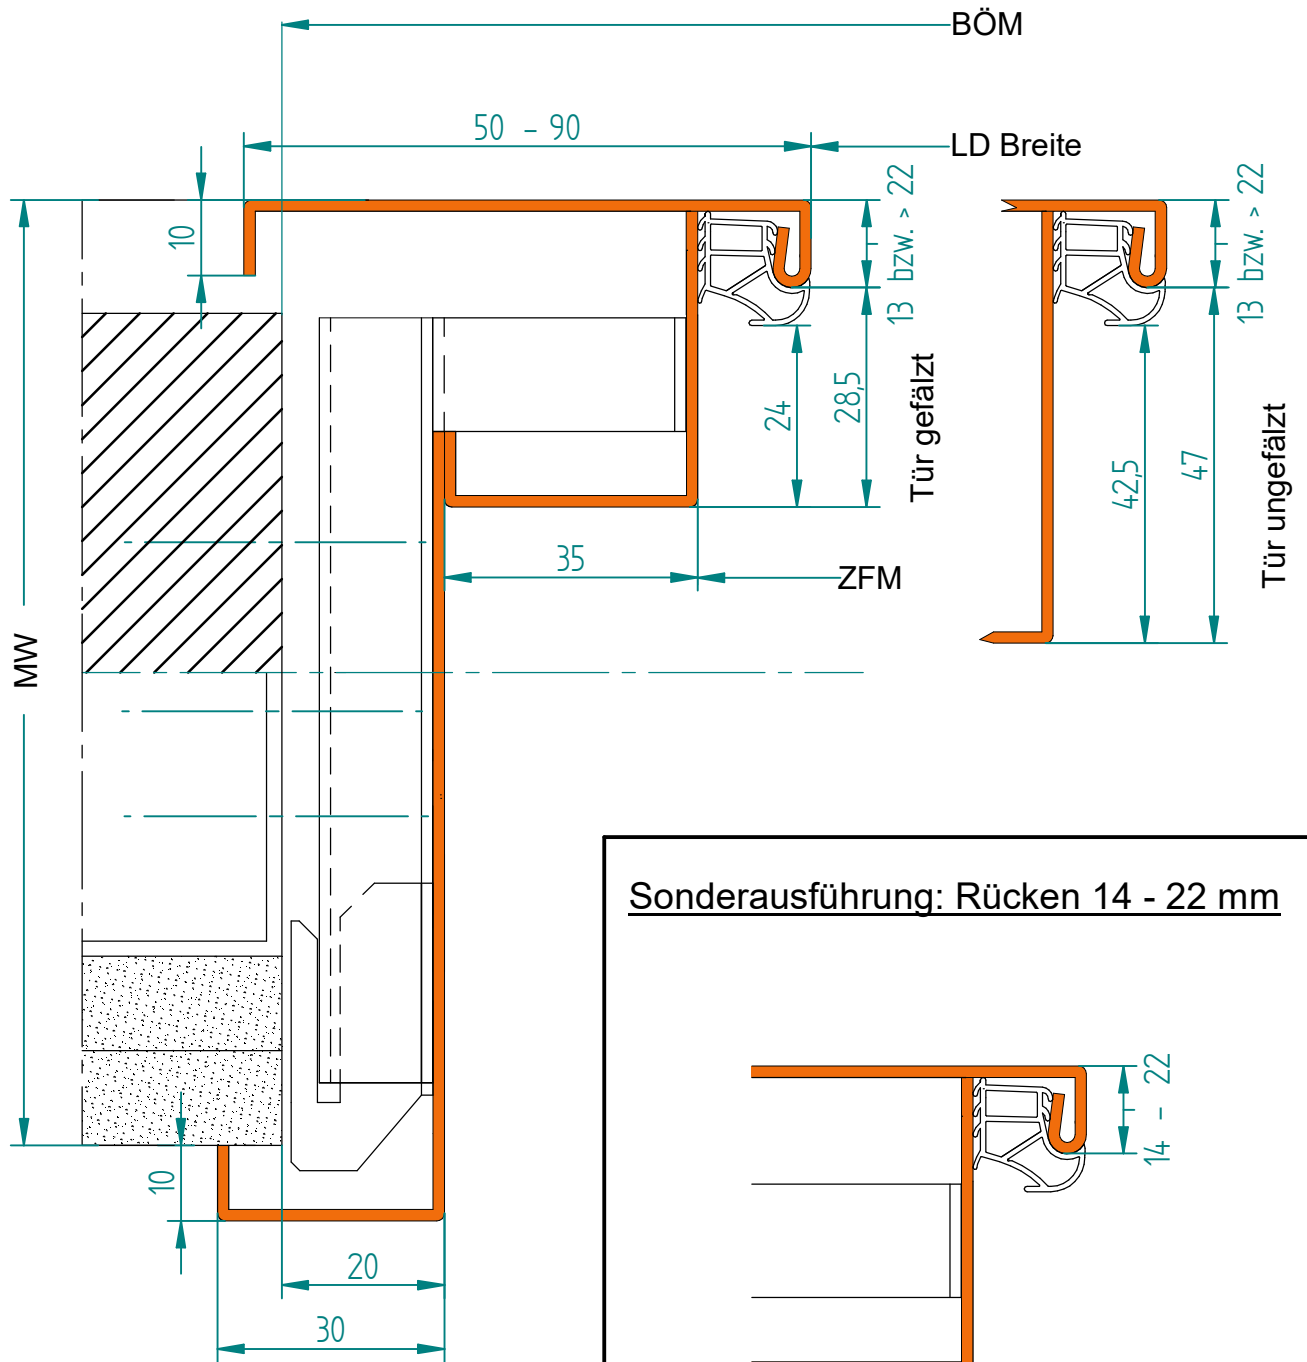 BÖM
50 - 90
LD Breite
10
13 bzw. > 22
13 bzw. > 22
24
28,5
Tür gefälzt
42,5
47
Tür ungefälzt
35
ZFM
MW
Sonderausführung: Rücken 14 - 22 mm
14 - 22
10
20
30